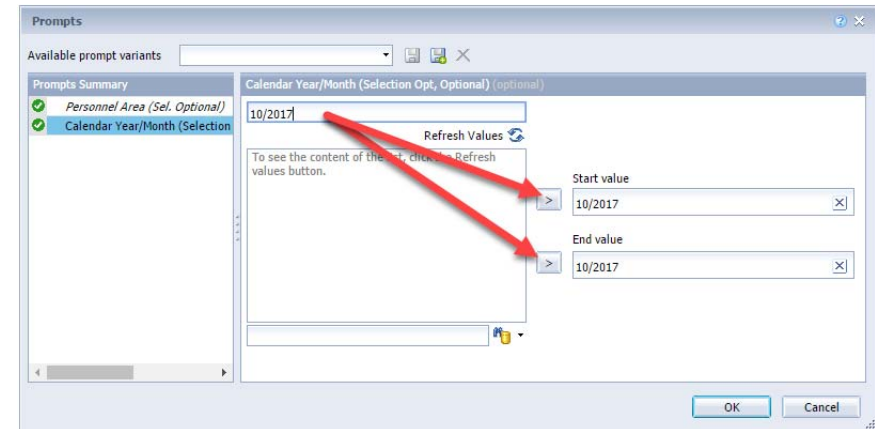 Prompts
Available prompt variants
Prompts Summary
Personnel Area (Sel. Optional)
Calendar Year/Month (Selection
Calendar Year/Month (Selection Opt, Optional) (optional)
10/2017
Refresh Values
To see the content of the list, click the Refresh
values button.
Start value
> 10/2017
End value
> 10/2017
OK Cancel